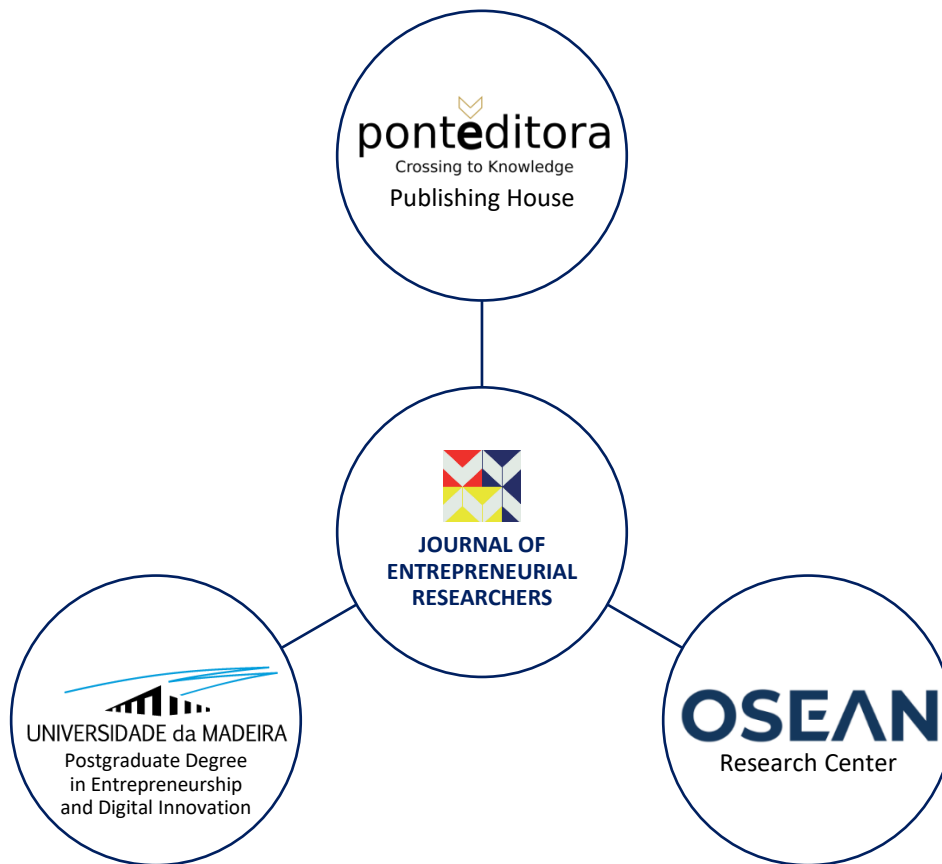 ponteditora
Crossing to Knowledge
Publishing House
JOURNAL OF
ENTREPRENEURIAL
RESEARCHERS
UNIVERSIDADE da MADEIRA
Postgraduate Degree
in Entrepreneurship
and Digital Innovation
OSEAN
Research Center